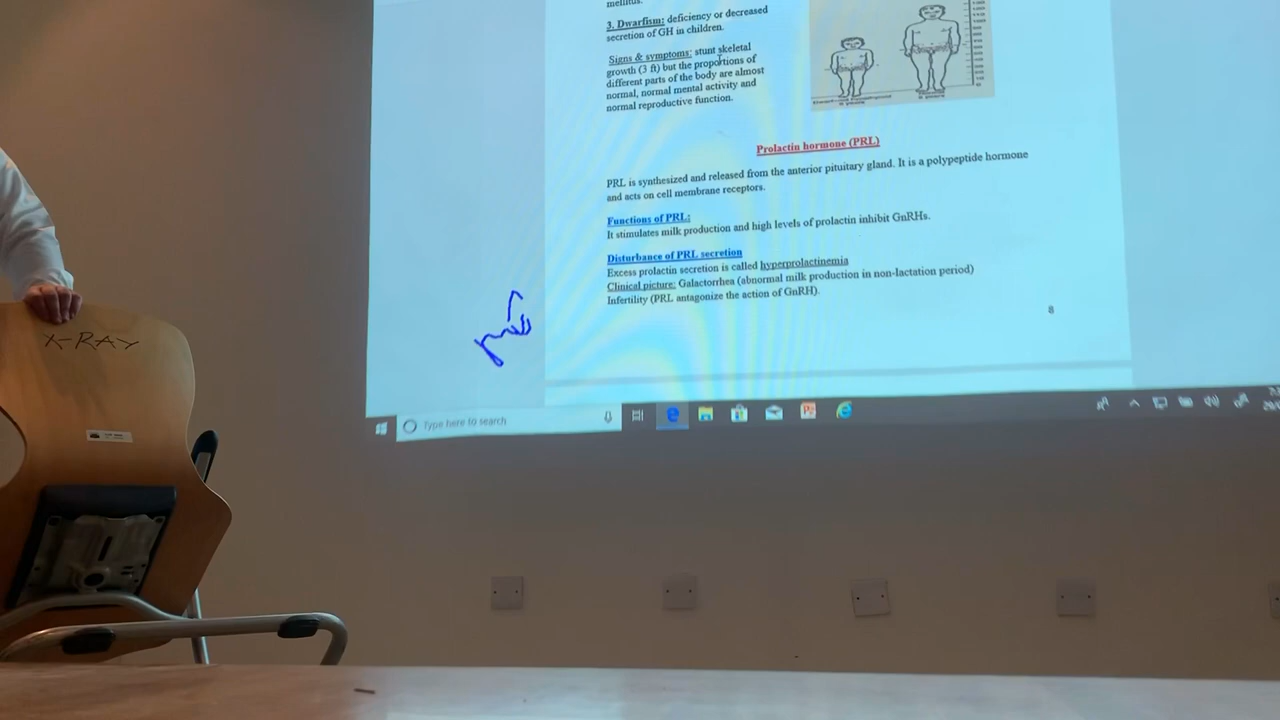 mellitus.
3. Dwarfism: deficiency or decreased
secretion of GH in children.
Signs & symptoms: stunt skeletal
growth (3 ft) but the proportions of
different parts of the body are almost
normal, normal mental activity and
normal reproductive function.
Prolactin hormone (PRL)
PRL is synthesized and released from the anterior pituitary gland. It is a polypeptide hormone
and acts on cell membrane receptors.
Functions of PRL:
It stimulates milk production and high levels of prolactin inhibit GnRHs.
Disturbance of PRL secretion
Excess prolactin secretion is called hyperprolactinemia
Clinical picture: Galactorrhea (abnormal milk production in non-lactation period)
Infertility (PRL antagonize the action of GnRH).
8
Type here to search
X-RAY